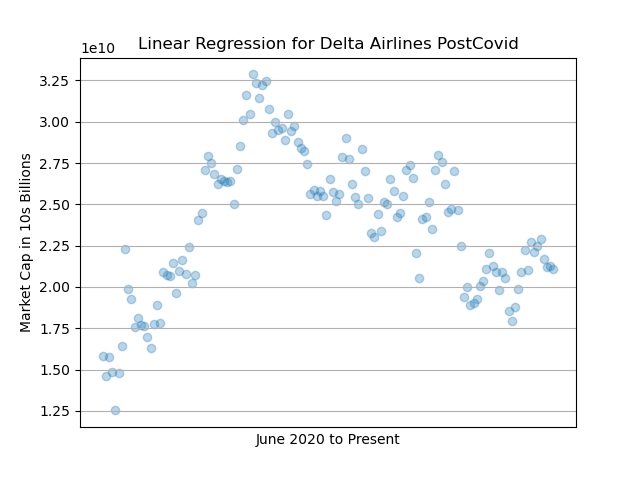 Linear Regression for Delta Airlines PostCovid
1e10
3.25
3.00
2.75
2.50
2.25
2.00
1.75
1.50
1.25
Market Cap in 10s Billions
June 2020 to Present